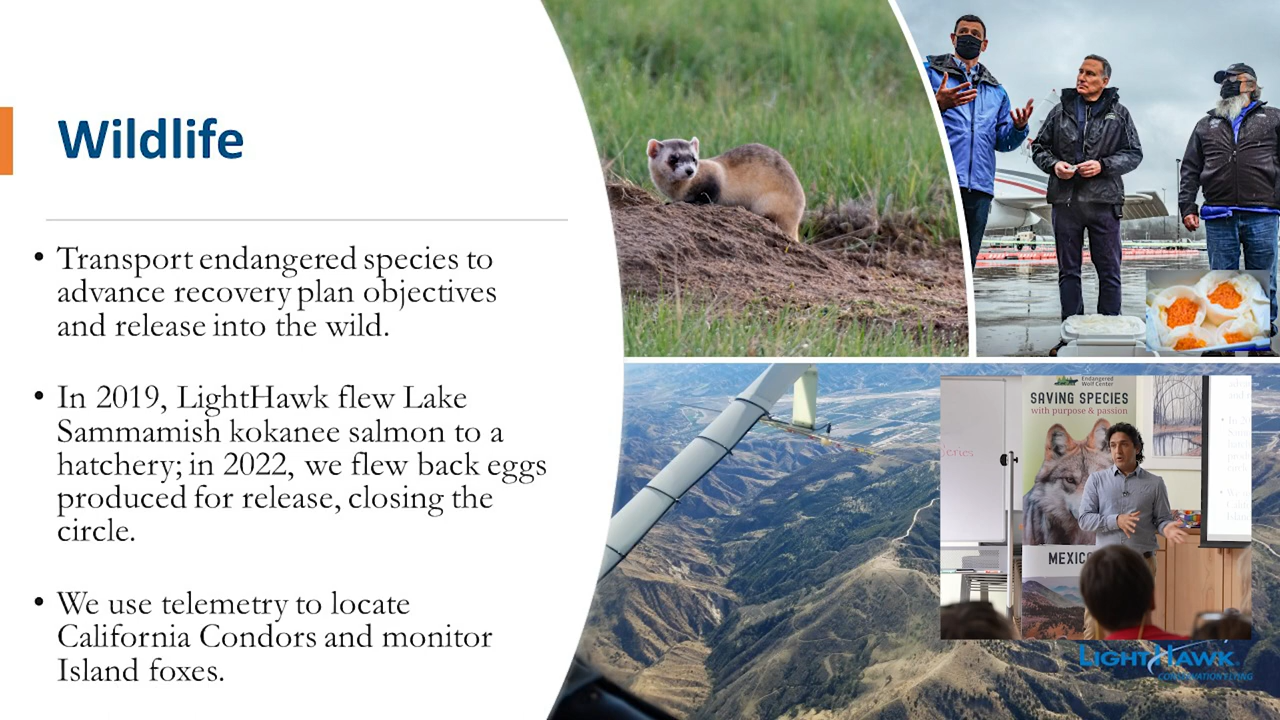 Wildlife
• Transport endangered species to
advance recovery plan objectives
and release into the wild.
• In 2019, LightHawk flew Lake
Sammamish kokanee salmon to a
hatchery; in 2022, we flew back eggs
produced for release, closing the
circle.
• We use telemetry to locate
California Condors and monitor
Island foxes.
Endangered
Wolf Center
SAVING SPECIES
with purpose & passion
MEXIC
LIGHTHAWK
CONSERVATION FLYING